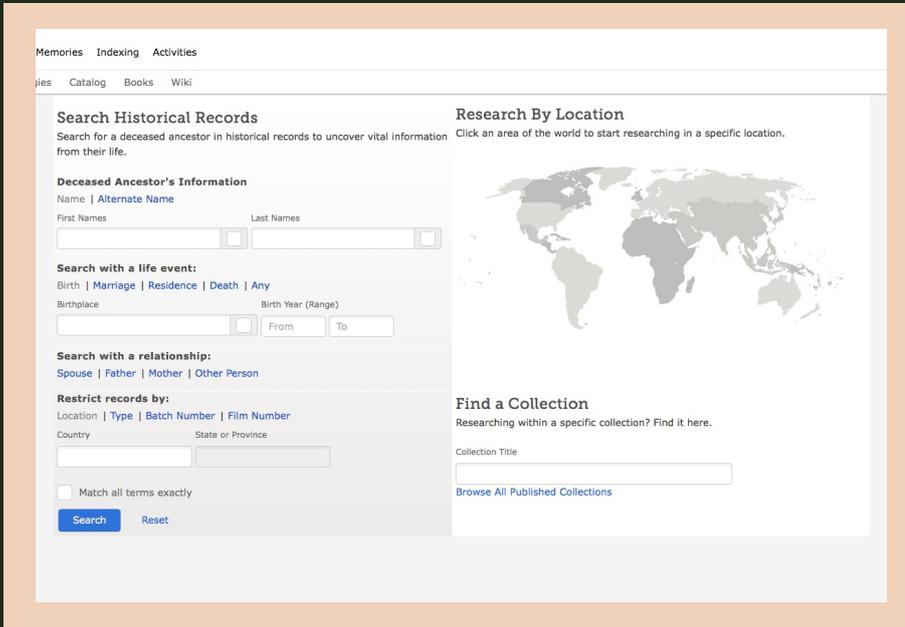 Memories Indexing Activities
gies Catalog Books Wiki
Search Historical Records
Search for a deceased ancestor in historical records to uncover vital information
from their life.
Deceased Ancestor's Information
Name | Alternate Name
First Names Last Names
Search with a life event:
Birth | Marriage | Residence | Death | Any
Birthplace Birth Year (Range)
From To
Search with a relationship:
Spouse | Father | Mother | Other Person
Restrict records by:
Location | Type | Batch Number | Film Number
Country State or Province
Match all terms exactly
Search Reset
Research By Location
Click an area of the world to start researching in a specific location.
Find a Collection
Researching within a specific collection? Find it here.
Collection Title
Browse All Published Collections